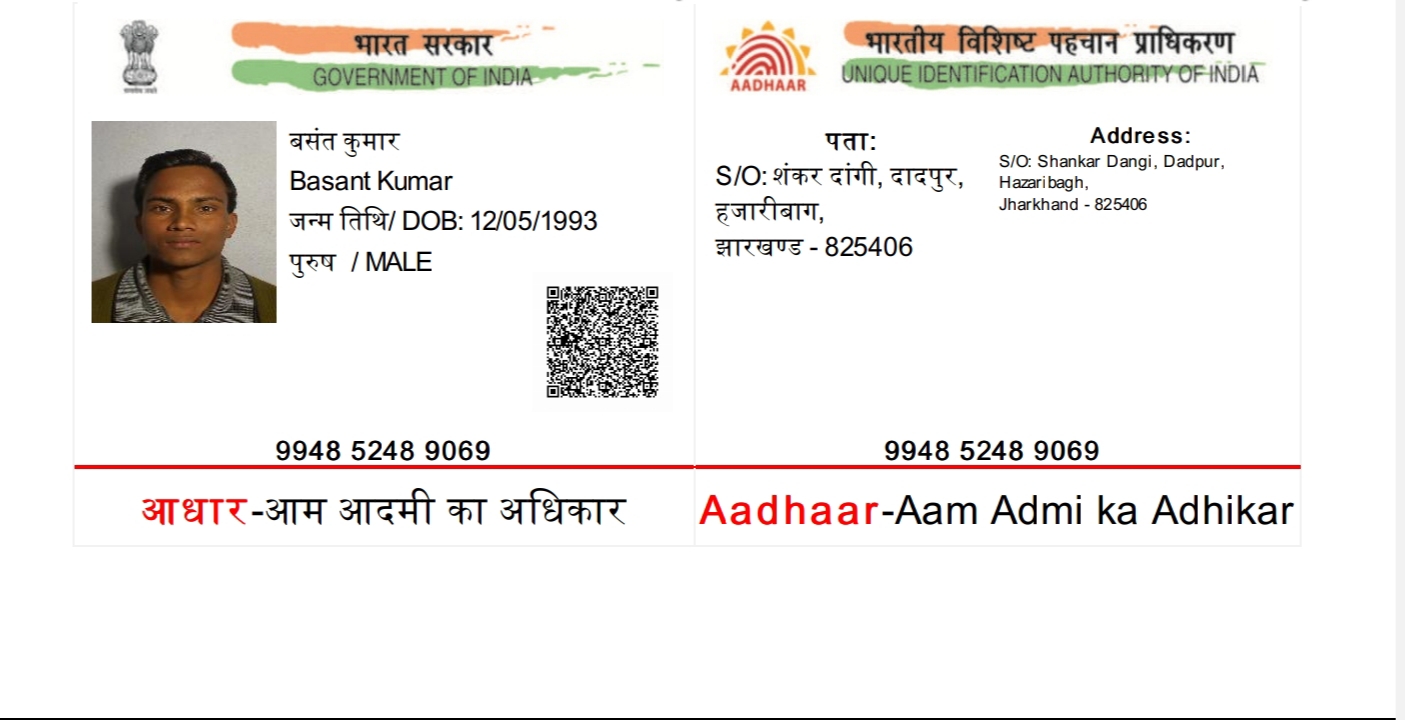 भारत सरकार
GOVERNMENT OF INDIA
बसंत कुमार
Basant Kumar
जन्म तिथि/ DOB: 12/05/1993
पुरुष / MALE
9948 5248 9069
आधार-आम आदमी का अधिकार
भारतीय विशिष्ट पहचान प्राधिकरण
UNIQUE IDENTIFICATION AUTHORITY OF INDIA
AADHAAR
पता:
S/O: शंकर दांगी, दादपुर,
हजारीबाग,
झारखण्ड - 825406
Address:
S/O: Shankar Dangi, Dadpur,
Hazaribagh,
Jharkhand - 825406
9948 5248 9069
Aadhaar-Aam Admi ka Adhikar